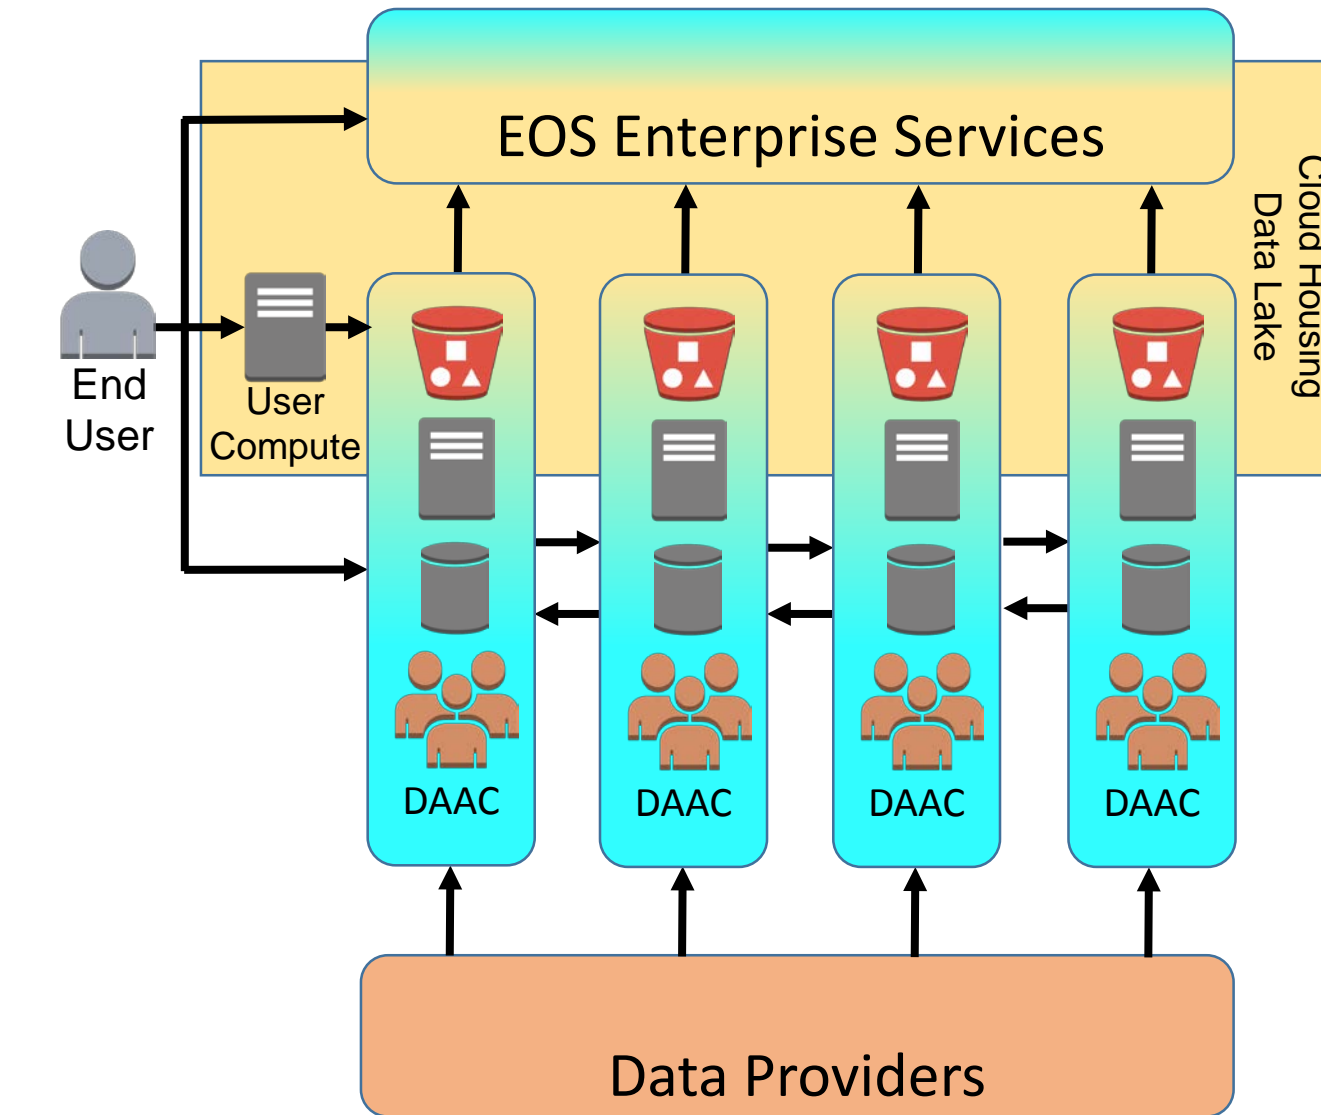 EOS Enterprise Services
Cloud Housing
Data Lake
End
User
User
Compute
DAAC
DAAC
DAAC
DAAC
Data Providers